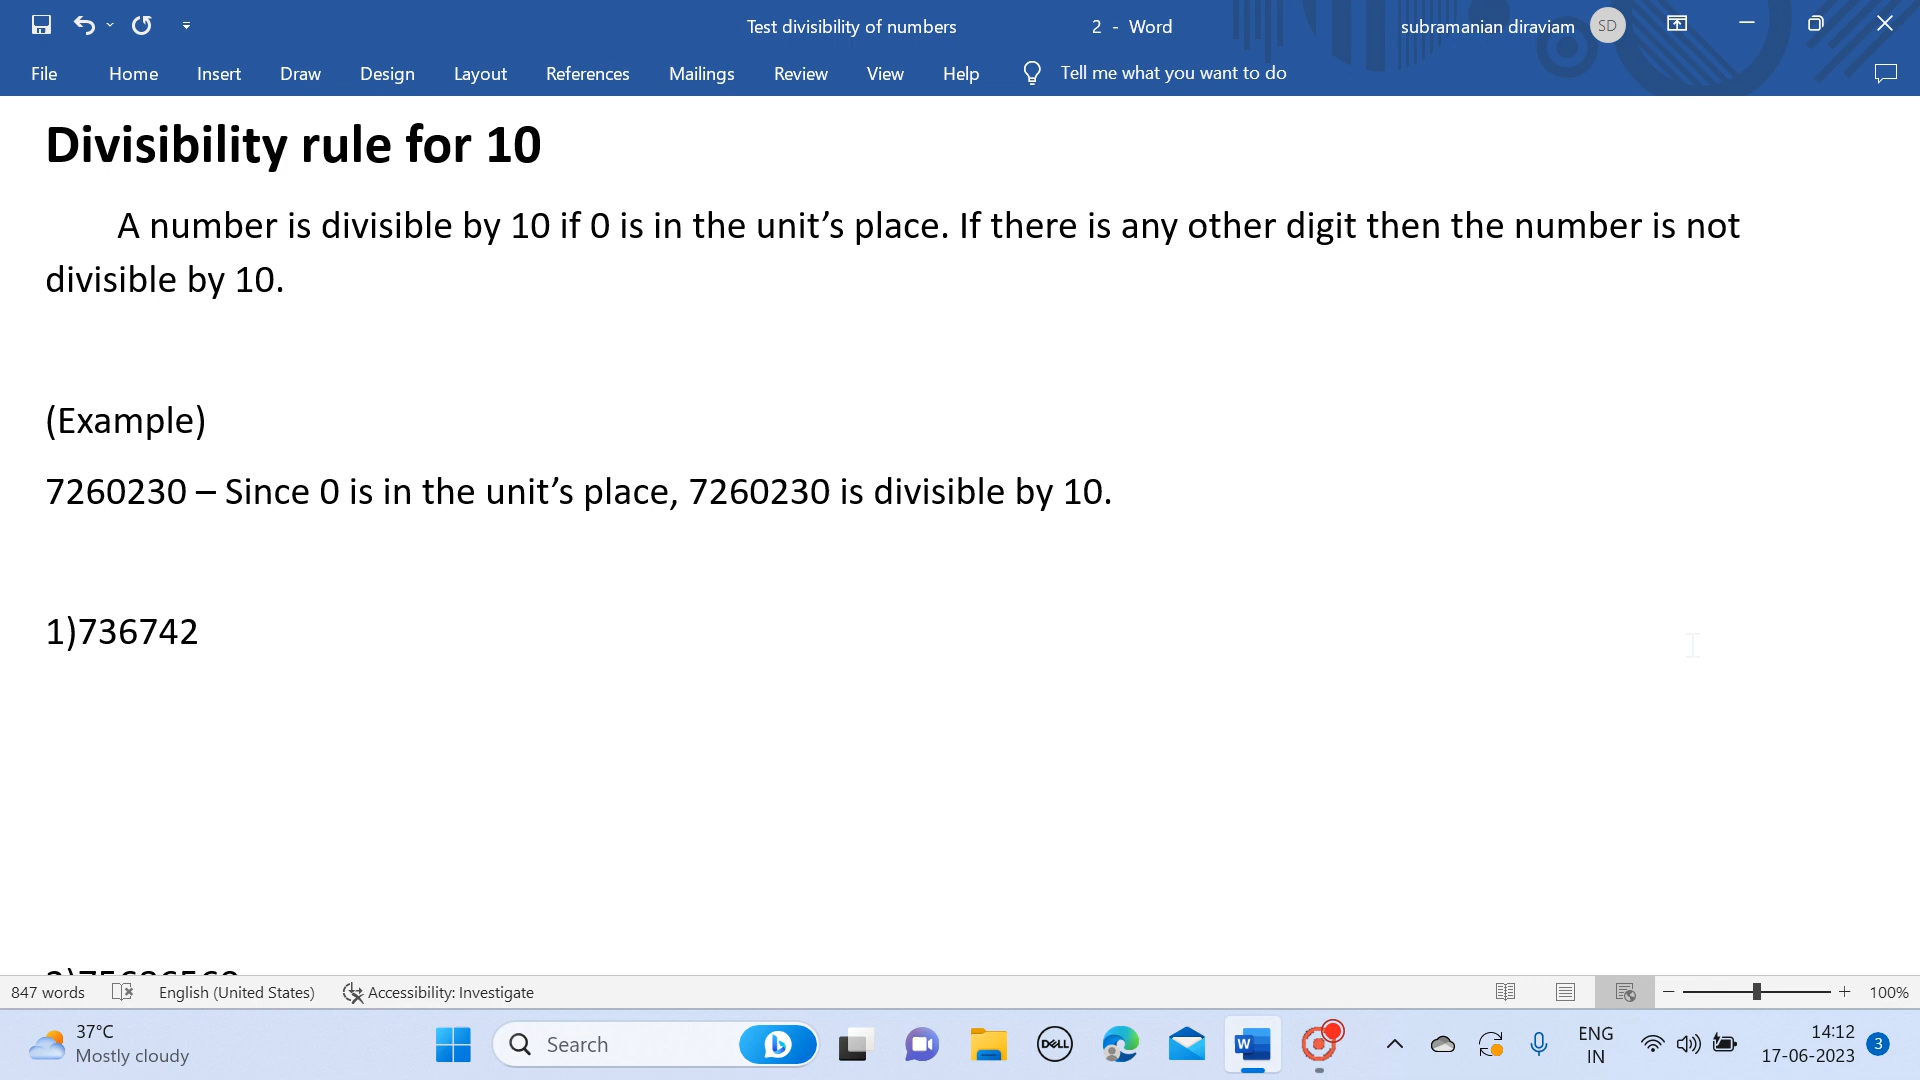 Test divisibility of numbers 2 - Word subramanian diraviam SD
File Home Insert Draw Design Layout References Mailings Review View Help Tell me what you want to do
Divisibility rule for 10
A number is divisible by 10 if 0 is in the unit’s place. If there is any other digit then the number is not
divisible by 10.
(Example)
7260230 – Since 0 is in the unit’s place, 7260230 is divisible by 10.
1)736742
847 words English (United States) Accessibility: Investigate 100%
37°C
Mostly cloudy
Search
DELL
W
ENG
IN
14:12
17-06-2023
3